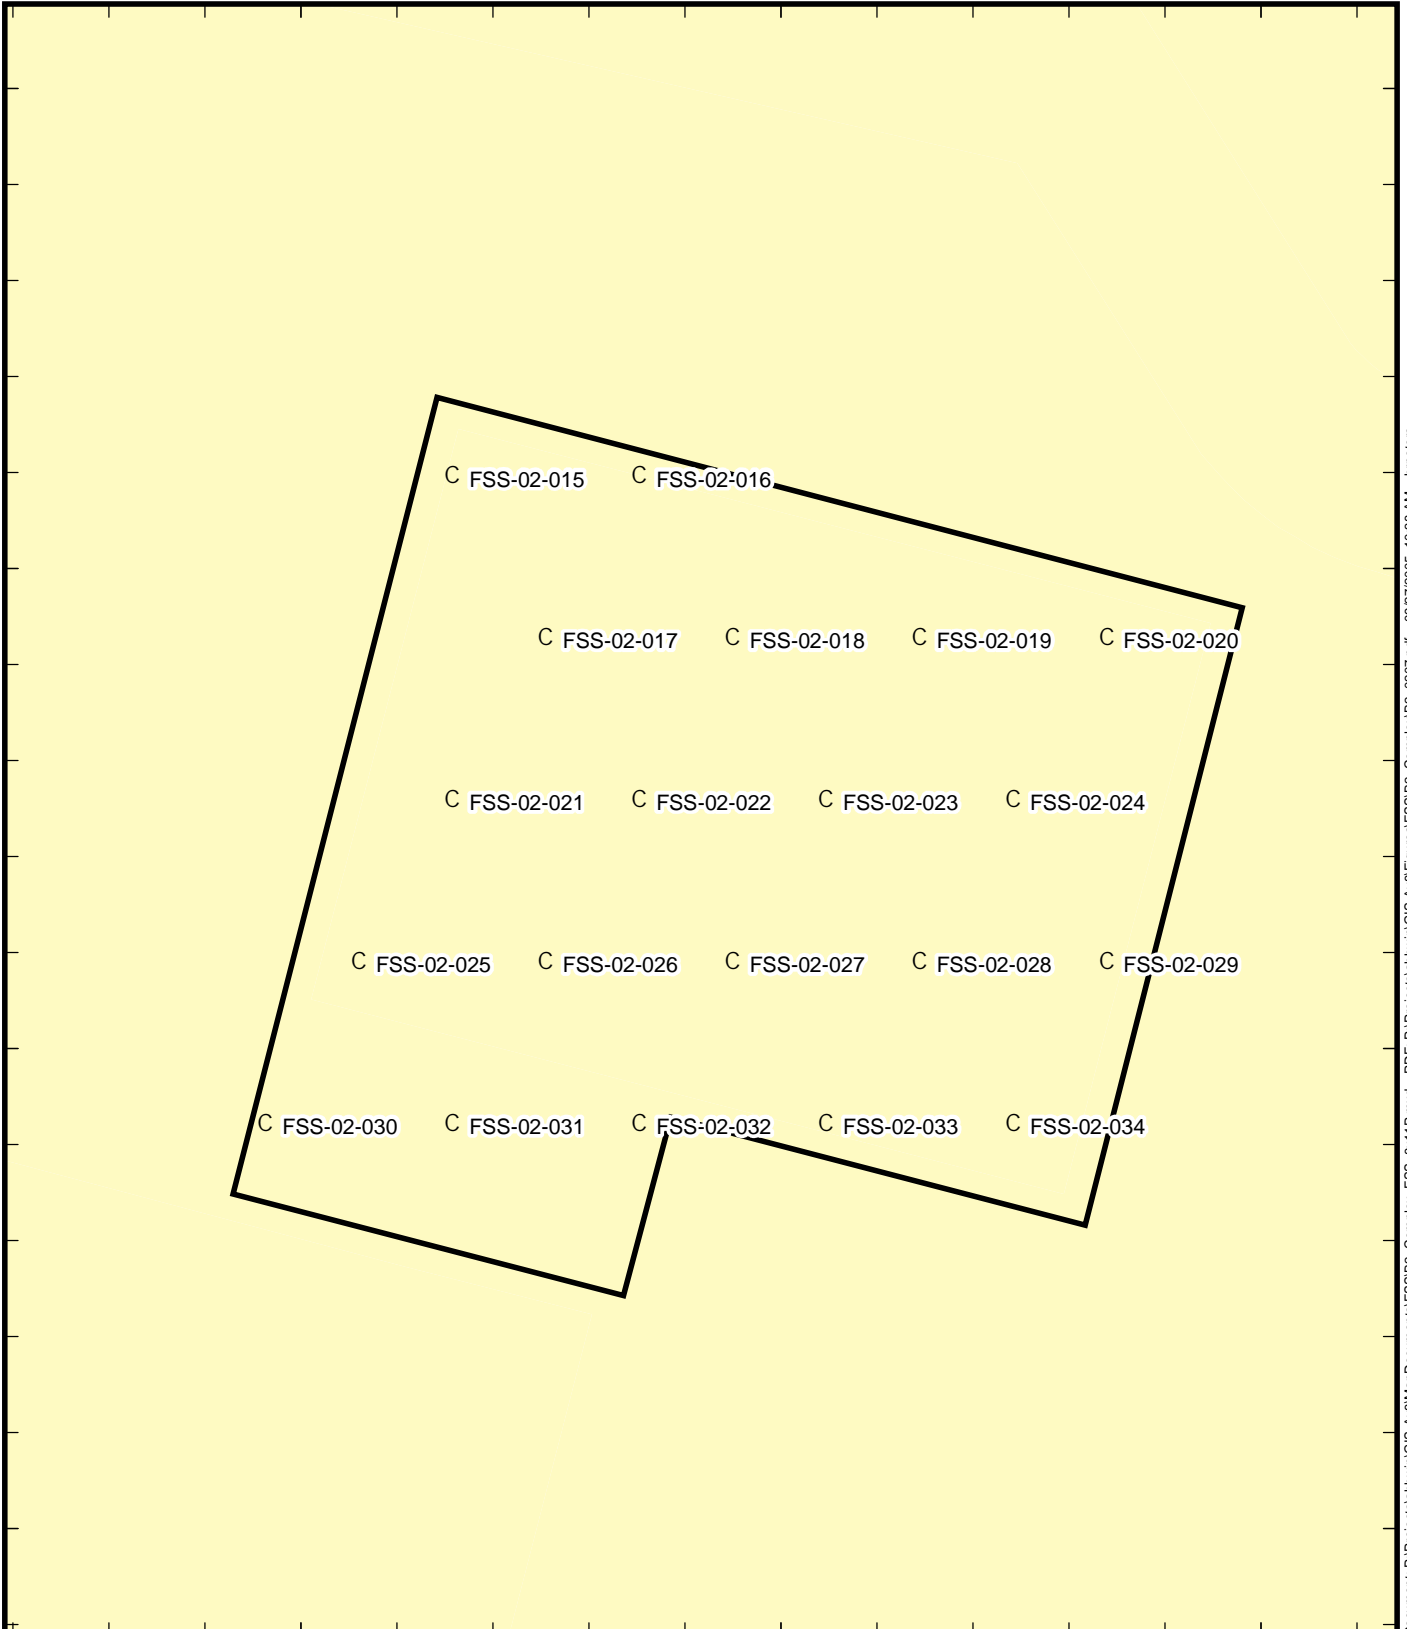 C FSS-02-015 C FSS-02-016
C FSS-02-017 C FSS-02-018 C FSS-02-019 C FSS-02-020
C FSS-02-021 C FSS-02-022 C FSS-02-023 C FSS-02-024
C FSS-02-025 C FSS-02-026 C FSS-02-027 C FSS-02-028 C FSS-02-029
C FSS-02-030 C FSS-02-031 C FSS-02-032 C FSS-02-033 C FSS-02-034